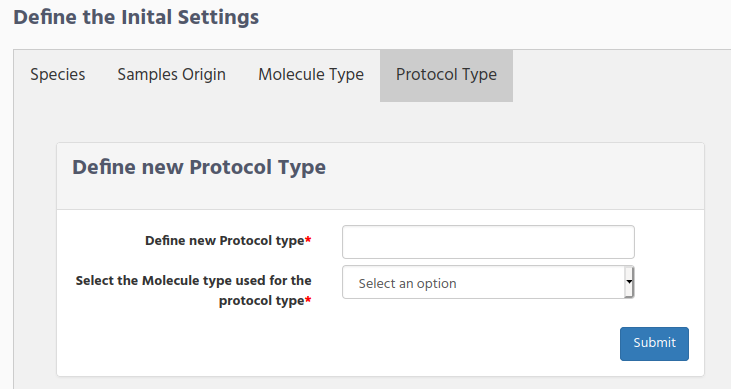 Define the Inital Settings
Species Samples Origin Molecule Type Protocol Type
Define new Protocol Type
Define new Protocol type*
Select the Molecule type used for the
protocol type*
Select an option
Submit